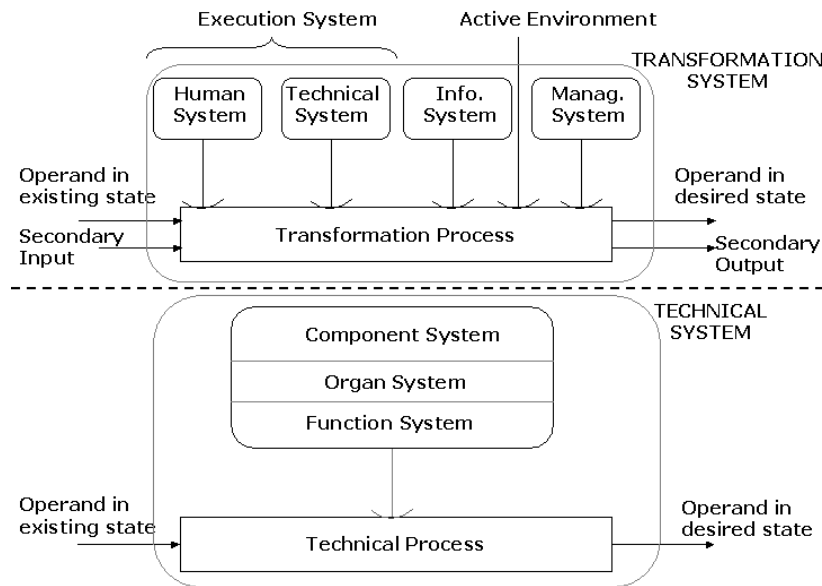 Execution System
Active Environment
TRANSFORMATION
SYSTEM
Human
System
Technical
System
Info.
System
Manag.
System
Operand in
existing state
Operand in
desired state
Secondary
Input
Transformation Process
Secondary
Output
TECHNICAL
SYSTEM
Component System
Organ System
Function System
Operand in
existing state
Technical Process
Operand in
desired state